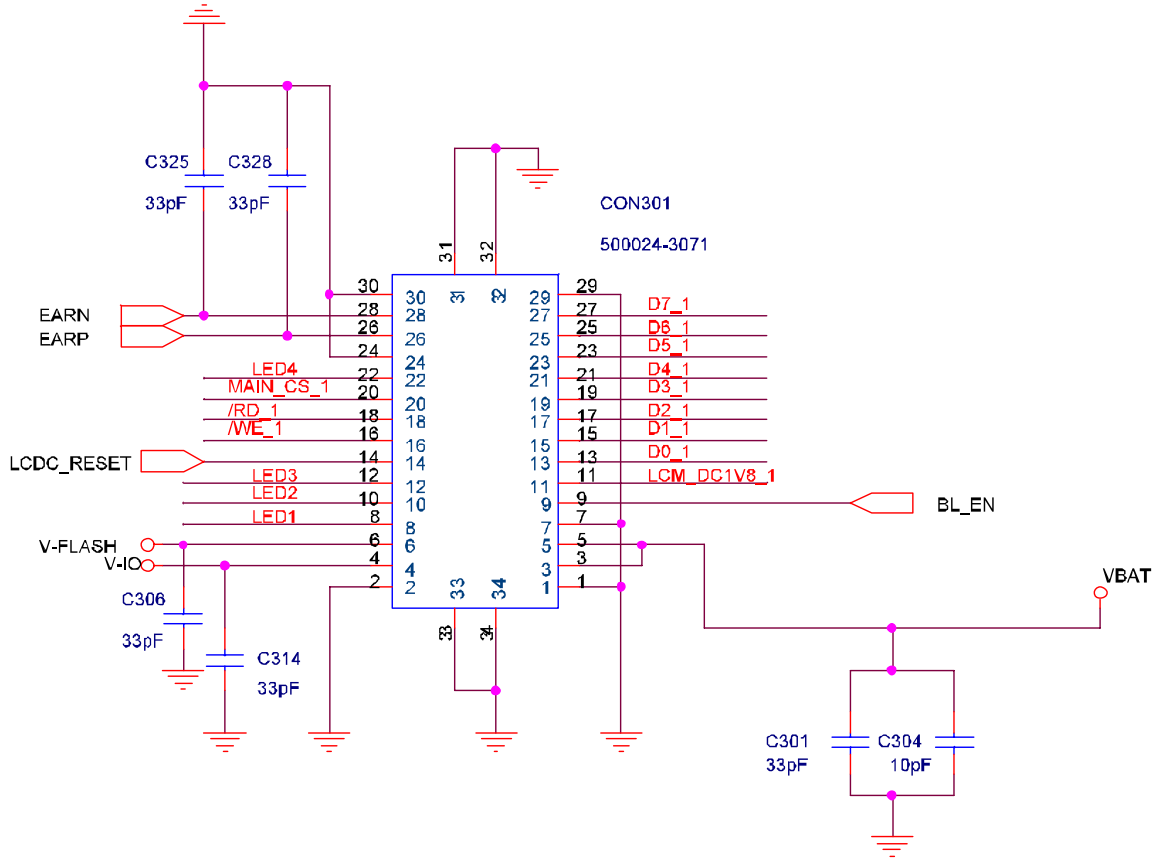 C325 C328
33pF 33pF
CON301
500024-3071
31 32
31 32
30 30 29 29
EARN 28 28 27 27 D7_1
EARP 26 26 25 25 D6_1
24 24 23 23 D5_1
LED4 22 22 21 21 D4_1
MAIN_CS_1 20 20 19 19 D3_1
/RD_1 18 18 17 17 D2_1
/WE_1 16 16 15 15 D1_1
LCDC_RESET 14 14 13 13 D0_1
LED3 12 12 11 11 LCM_DC1V8_1
LED2 10 10 9 9 BL_EN
LED1 8 8 7 7
V-FLASH 6 6 5 5
V-IO 4 4 3 3
2 2 1 1
33 34
33 34
VBAT
C306
33pF
C314
33pF
C301 C304
33pF 10pF